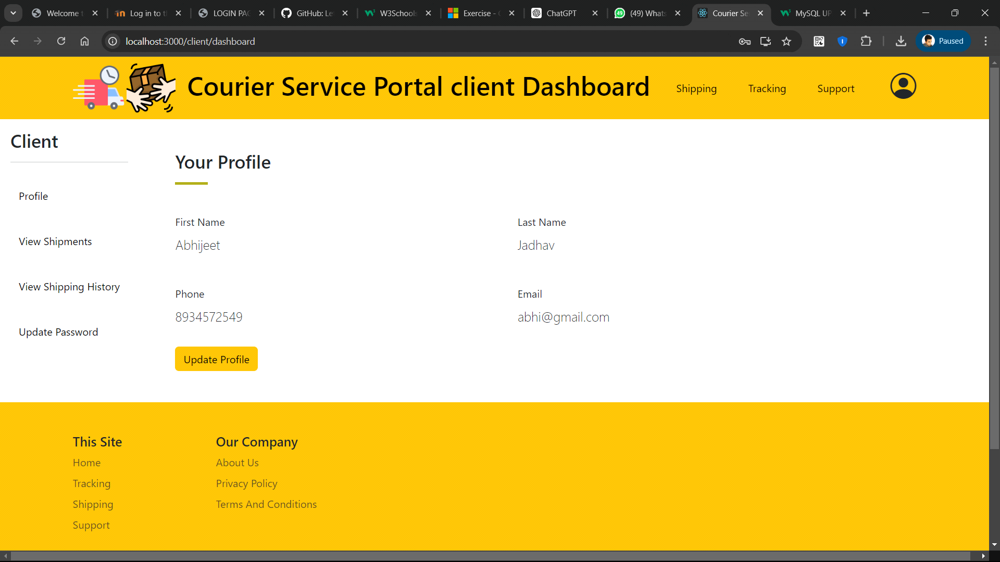 Welcome t
Log in to t
LOGIN PAG
GitHub: Le
W3Schools
Exercise -
ChatGPT
(49) Whats
Courier Se
MySQL UP
localhost:3000/client/dashboard
Paused
Courier Service Portal client Dashboard
Shipping
Tracking
Support
Client
Profile
View Shipments
View Shipping History
Update Password
Your Profile
First Name
Last Name
Abhijeet
Jadhav
Phone
Email
8934572549
abhi@gmail.com
Update Profile
This Site
Home
Tracking
Shipping
Support
Our Company
About Us
Privacy Policy
Terms And Conditions